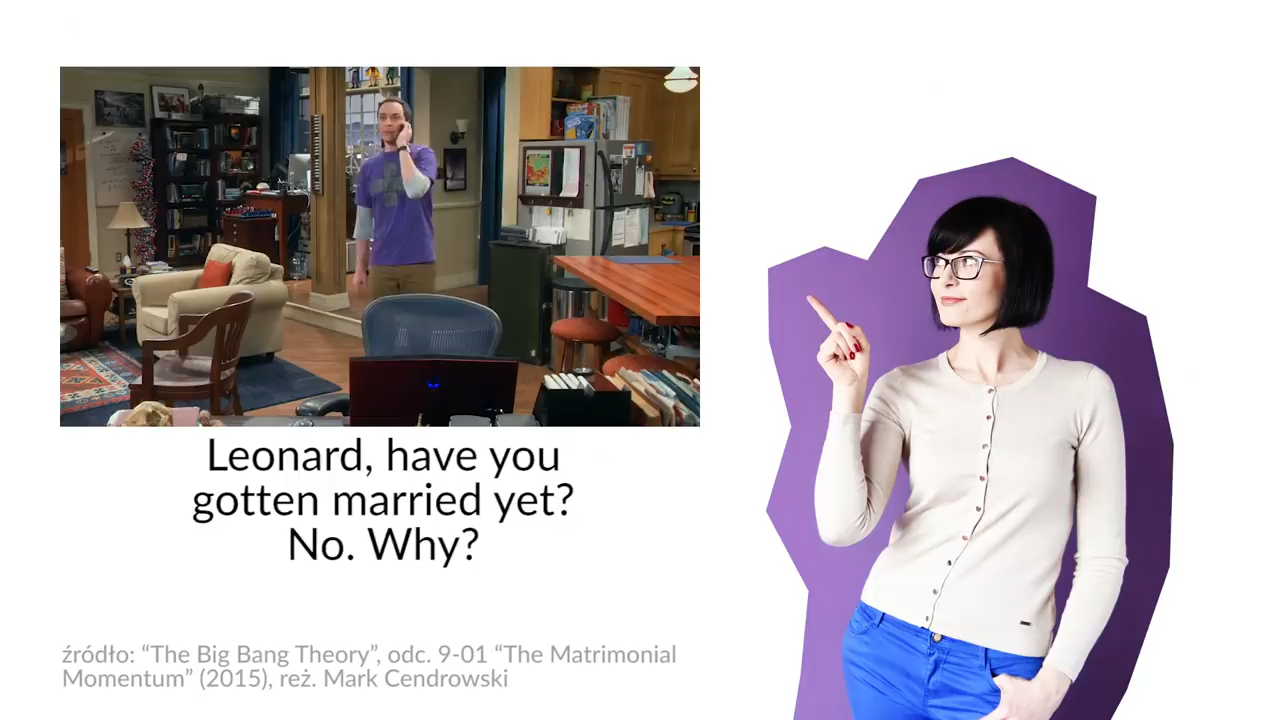 Leonard, have you
gotten married yet?
No. Why?
źródło: “The Big Bang Theory”, odc. 9-01 “The Matrimonial
Momentum” (2015), reż. Mark Cendrowski